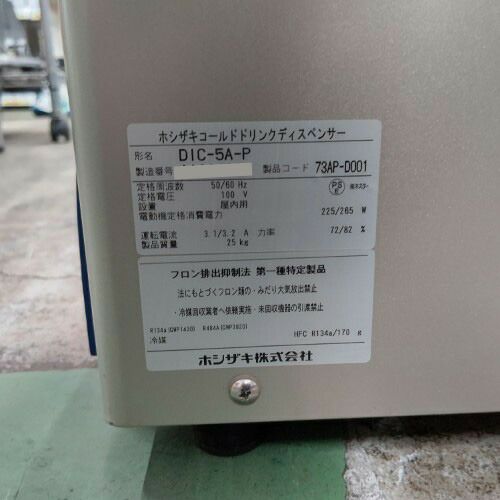 ホシザキコールドドリンクディスペンサー
形名 DIC-5A-P
製造番号 製品コード 73AP-D001
定格周波数 50/60 Hz
定格電圧 100 V
設置 屋内用
電動機定格消費電力 225/265 W
運転電流 3.1/3.2 A 力率 72/82 %
製品質量 25 kg
フロン排出抑制法 第一種特定製品
法にもとづくフロン類の・みだり大気放出禁止
・冷媒回収業者へ依頼実施・未回収機器の引渡禁止
R134a(GWP1430) R404A(GWP3920)
冷媒 HFC R134a/170 g
ホシザキ株式会社